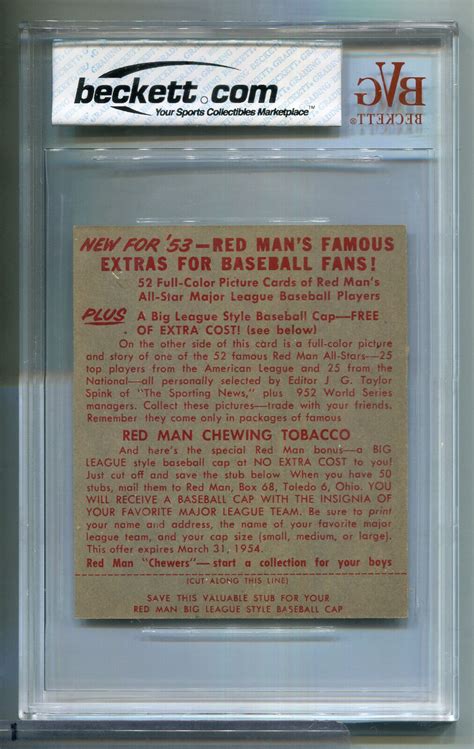 beckett.com
Your Sports Collectibles Marketplace™
BVG
BECKETT®
NEW FOR '53—RED MAN'S FAMOUS
EXTRAS FOR BASEBALL FANS!
52 Full-Color Picture Cards of Red Man's
All-Star Major League Baseball Players
PLUS A Big League Style Baseball Cap—FREE
OF EXTRA COST! (see below)
On the other side of this card is a full-color picture
and story of one of the 52 famous Red Man All-Stars—25
top players from the American League and 25 from the
National—all personally selected by Editor J. G. Taylor
Spink of "The Sporting News," plus 952 World Series
managers. Collect these pictures—trade with your friends.
Remember they come only in packages of famous
RED MAN CHEWING TOBACCO
And here's the special Red Man bonus—a BIG
LEAGUE style baseball cap at NO EXTRA COST to you!
Just cut off and save the stub below When you have 50
stubs, nail them to Red Man, Box 68, Toledo 6, Ohio. YOU
WILL RECEIVE A BASEBALL CAP WITH THE INSIGNIA OF
YOUR FAVORITE MAJOR LEAGUE TEAM. Be sure to print
your name and address, the name of your favorite major
league team, and your cap size (small, medium, or large).
This offer expires March 31, 1954.
Red Man "Chewers"—start a collection for your boys
(CUT ALONG THIS LINE)
SAVE THIS VALUABLE STUB FOR YOUR
RED MAN BIG LEAGUE STYLE BASEBALL CAP